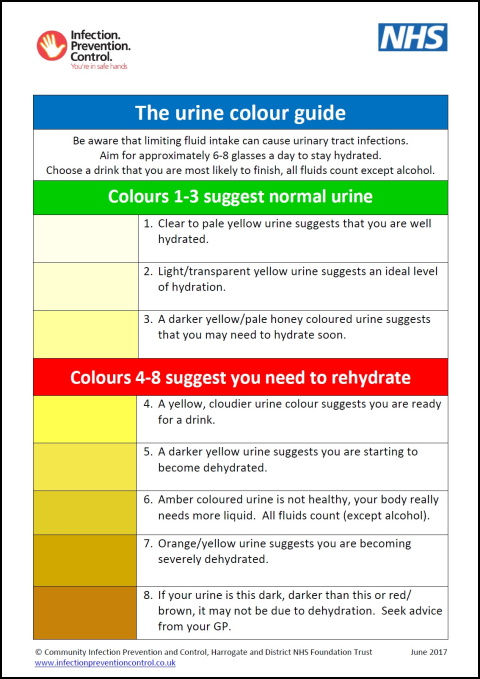 Infection.
Prevention.
Control.
You're in safe hands
NHS
The urine colour guide
Be aware that limiting fluid intake can cause urinary tract infections.
Aim for approximately 6-8 glasses a day to stay hydrated.
Choose a drink that you are most likely to finish, all fluids count except alcohol.
Colours 1-3 suggest normal urine
1. Clear to pale yellow urine suggests that you are well
hydrated.
2. Light/transparent yellow urine suggests an ideal level
of hydration.
3. A darker yellow/pale honey coloured urine suggests
that you may need to hydrate soon.
Colours 4-8 suggest you need to rehydrate
4. A yellow, cloudier urine colour suggests you are ready
for a drink.
5. A darker yellow urine suggests you are starting to
become dehydrated.
6. Amber coloured urine is not healthy, your body really
needs more liquid. All fluids count (except alcohol).
7. Orange/yellow urine suggests you are becoming
severely dehydrated.
8. If your urine is this dark, darker than this or red/
brown, it may not be due to dehydration. Seek advice
from your GP.
© Community Infection Prevention and Control, Harrogate and District NHS Foundation Trust June 2017
www.infectionpreventioncontrol.co.uk